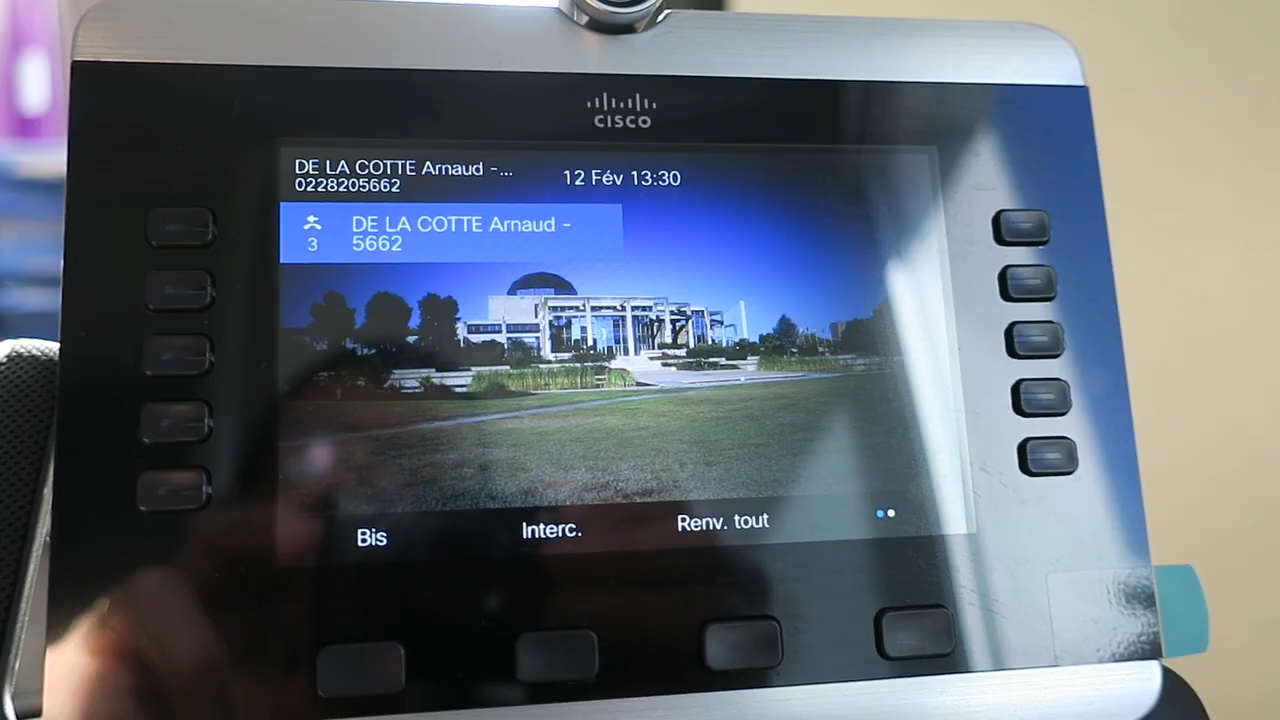 CISCO
DE LA COTTE Arnaud -...
0228205662
12 Fév 13:30
DE LA COTTE Arnaud -
5662
3
Bis
Interc.
Renv. tout